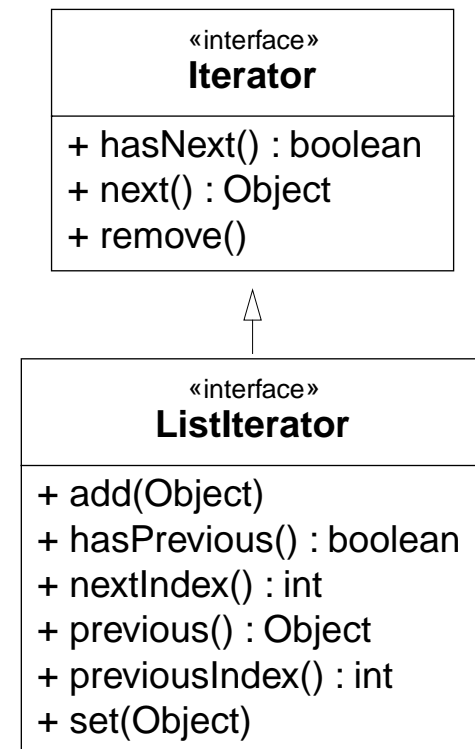 «interface»
Iterator
+ hasNext() : boolean
+ next() : Object
+ remove()
«interface»
ListIterator
+ add(Object)
+ hasPrevious() : boolean
+ nextIndex() : int
+ previous() : Object
+ previousIndex() : int
+ set(Object)